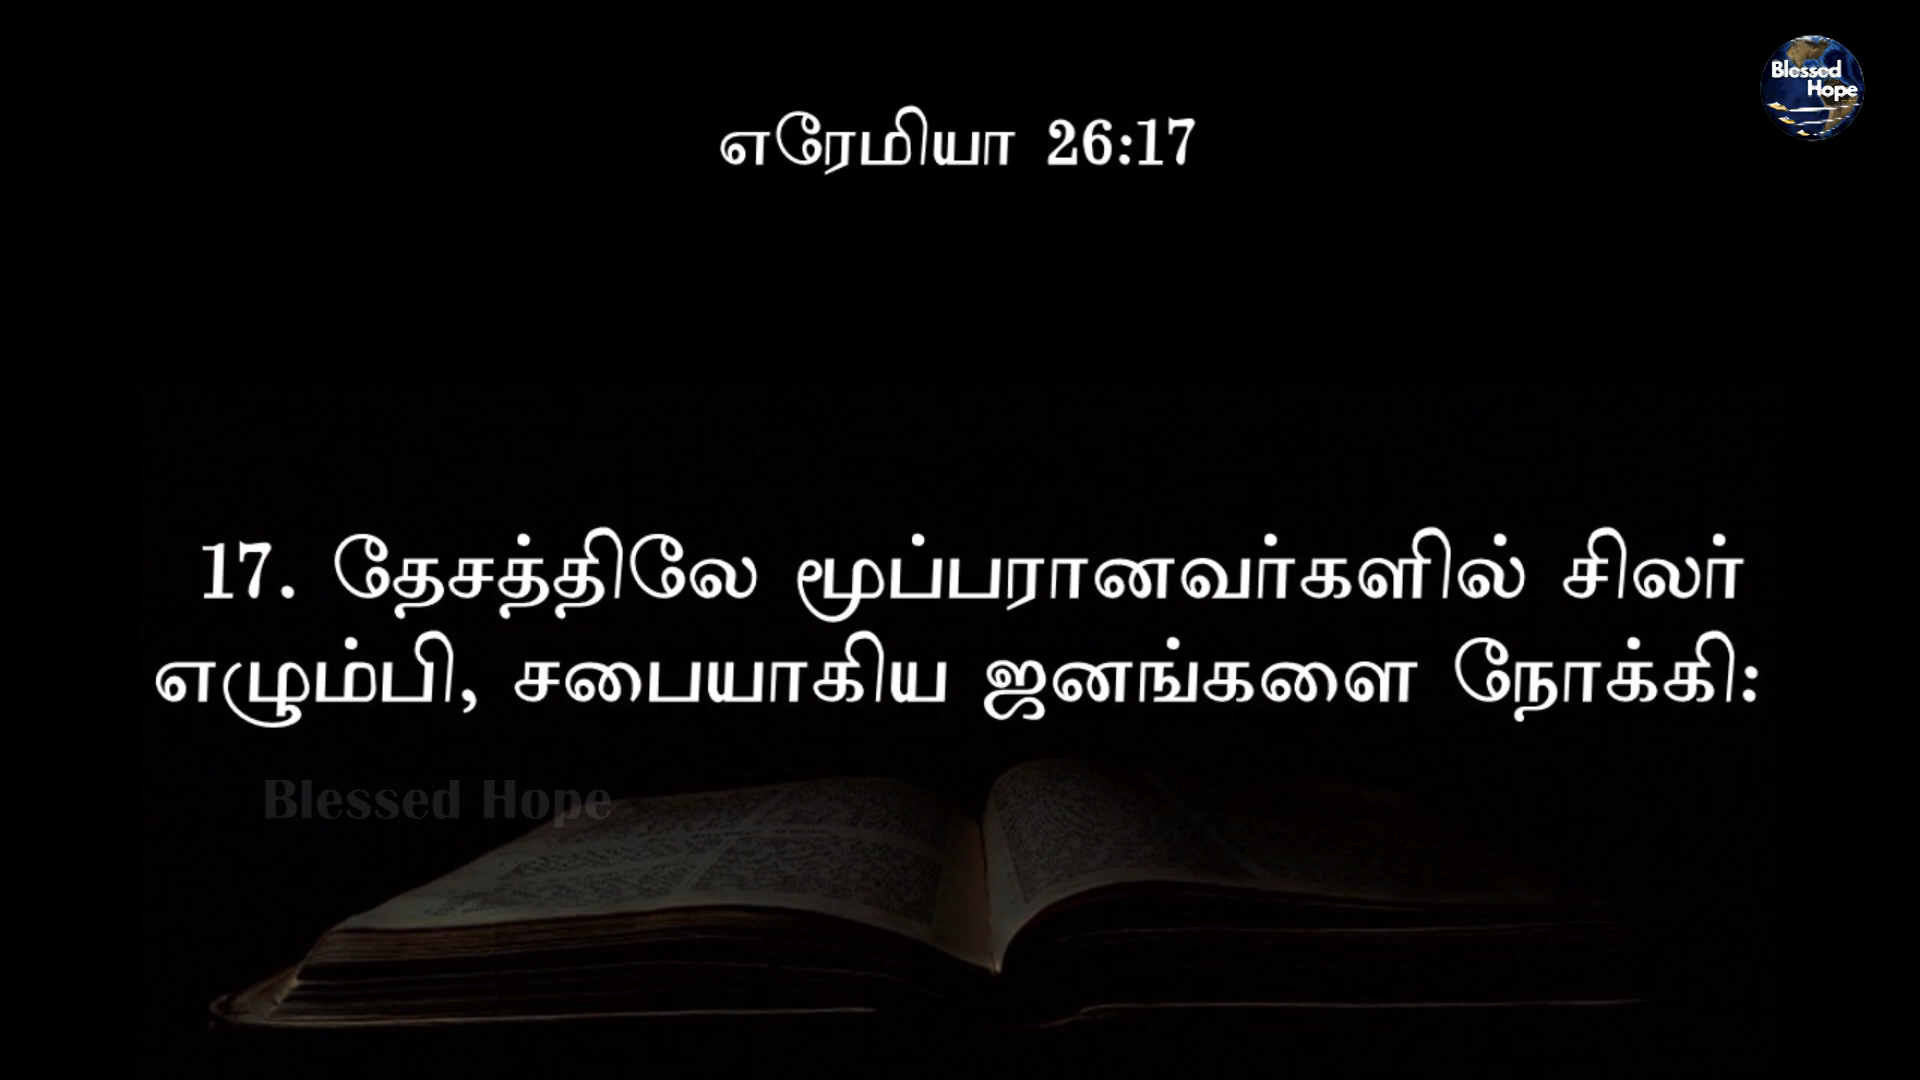 Blessed
Hope
எரேமியா 26:17
17. தேசத்திலே மூப்பரானவர்களில் சிலர்
எழும்பி, சபையாகிய ஜனங்களை நோக்கி:
Blessed Hope